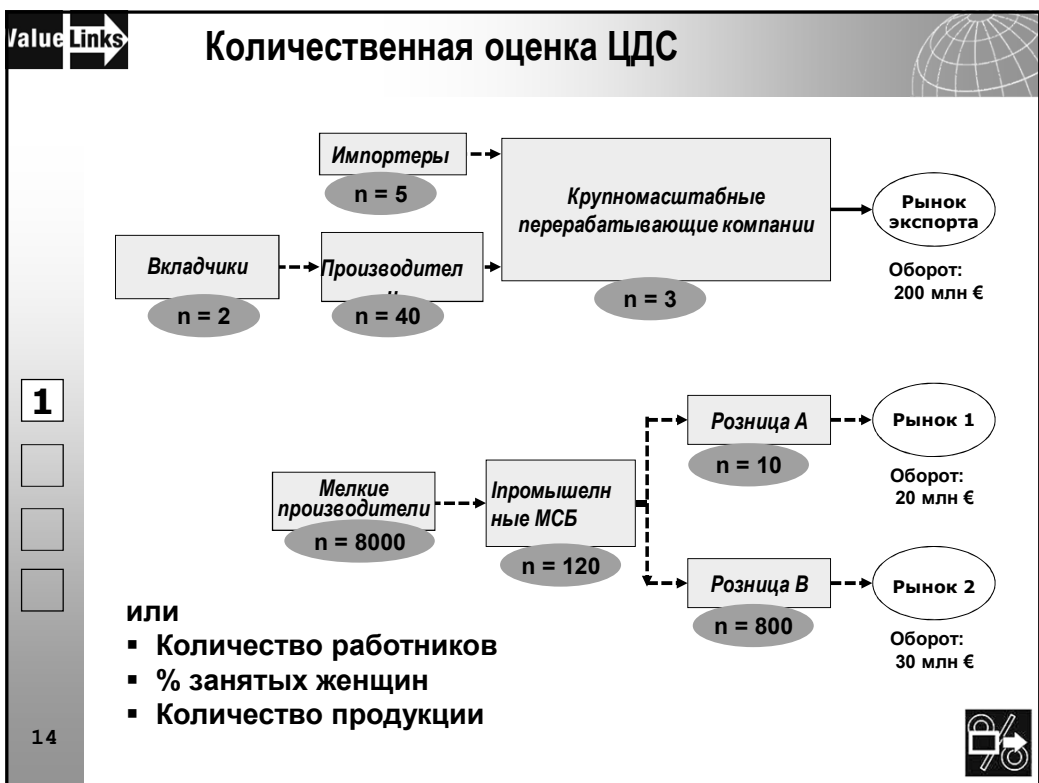 Value Links
Количественная оценка ЦДС
Импортеры
n = 5
Крупномасштабные
перерабатывающие компании
n = 3
Рынок
экспорта
Оборот:
200 млн €
Вкладчики
n = 2
Производител
n = 40
1
Розница А
n = 10
Рынок 1
Оборот:
20 млн €
Мелкие
производители
n = 8000
Iпромышелн
ные МСБ
n = 120
Розница В
n = 800
Рынок 2
Оборот:
30 млн €
или
▪ Количество работников
▪ % занятых женщин
▪ Количество продукции
14